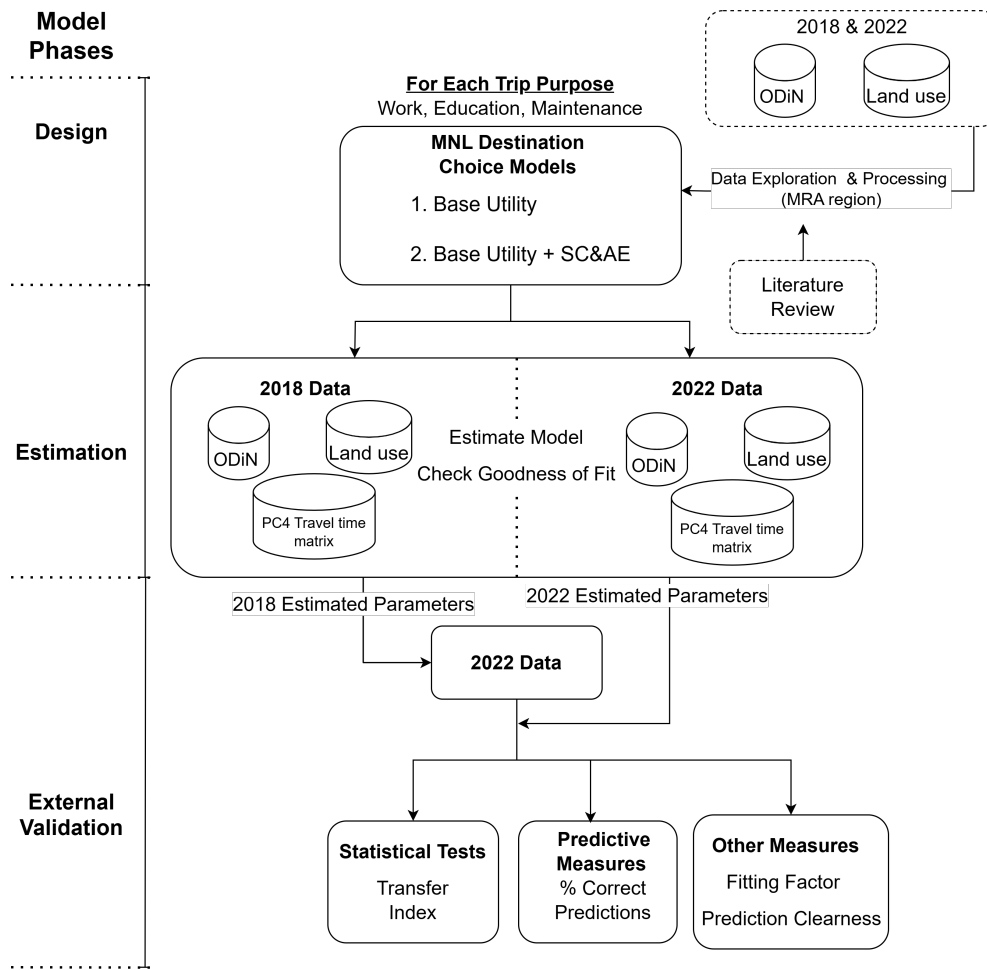 Model
Phases
2018 & 2022
ODiN
Land use
For Each Trip Purpose
Work, Education, Maintenance
Design
MNL Destination
Choice Models
1. Base Utility
2. Base Utility + SC&AE
Data Exploration & Processing
(MRA region)
Literature
Review
Estimation
2018 Data
ODiN
Land use
PC4 Travel time
matrix
Estimate Model
Check Goodness of Fit
2022 Data
ODiN
Land use
PC4 Travel time
matrix
2018 Estimated Parameters
2022 Estimated Parameters
2022 Data
External
Validation
Statistical Tests
Transfer
Index
Predictive
Measures
% Correct
Predictions
Other Measures
Fitting Factor
Prediction Clearness